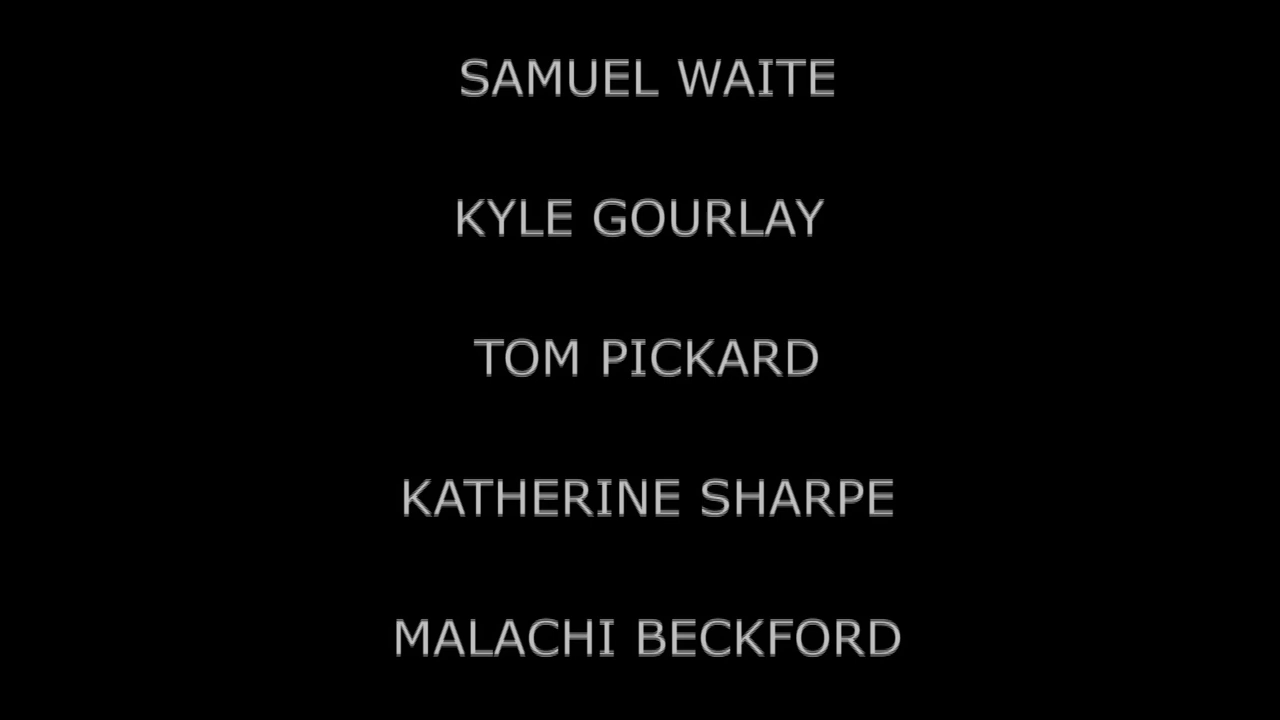 SAMUEL WAITE
KYLE GOURLAY
TOM PICKARD
KATHERINE SHARPE
MALACHI BECKFORD